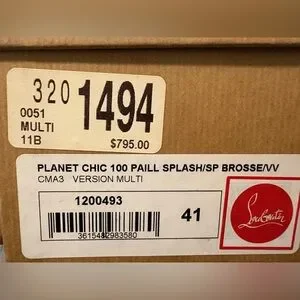 320 1494
0051
MULTI
11B
$795.00
PLANET CHIC 100 PAILL SPLASH/SP BROSSE/VV
CMA3 VERSION MULTI
1200493
41
3615482983580
Louboutin